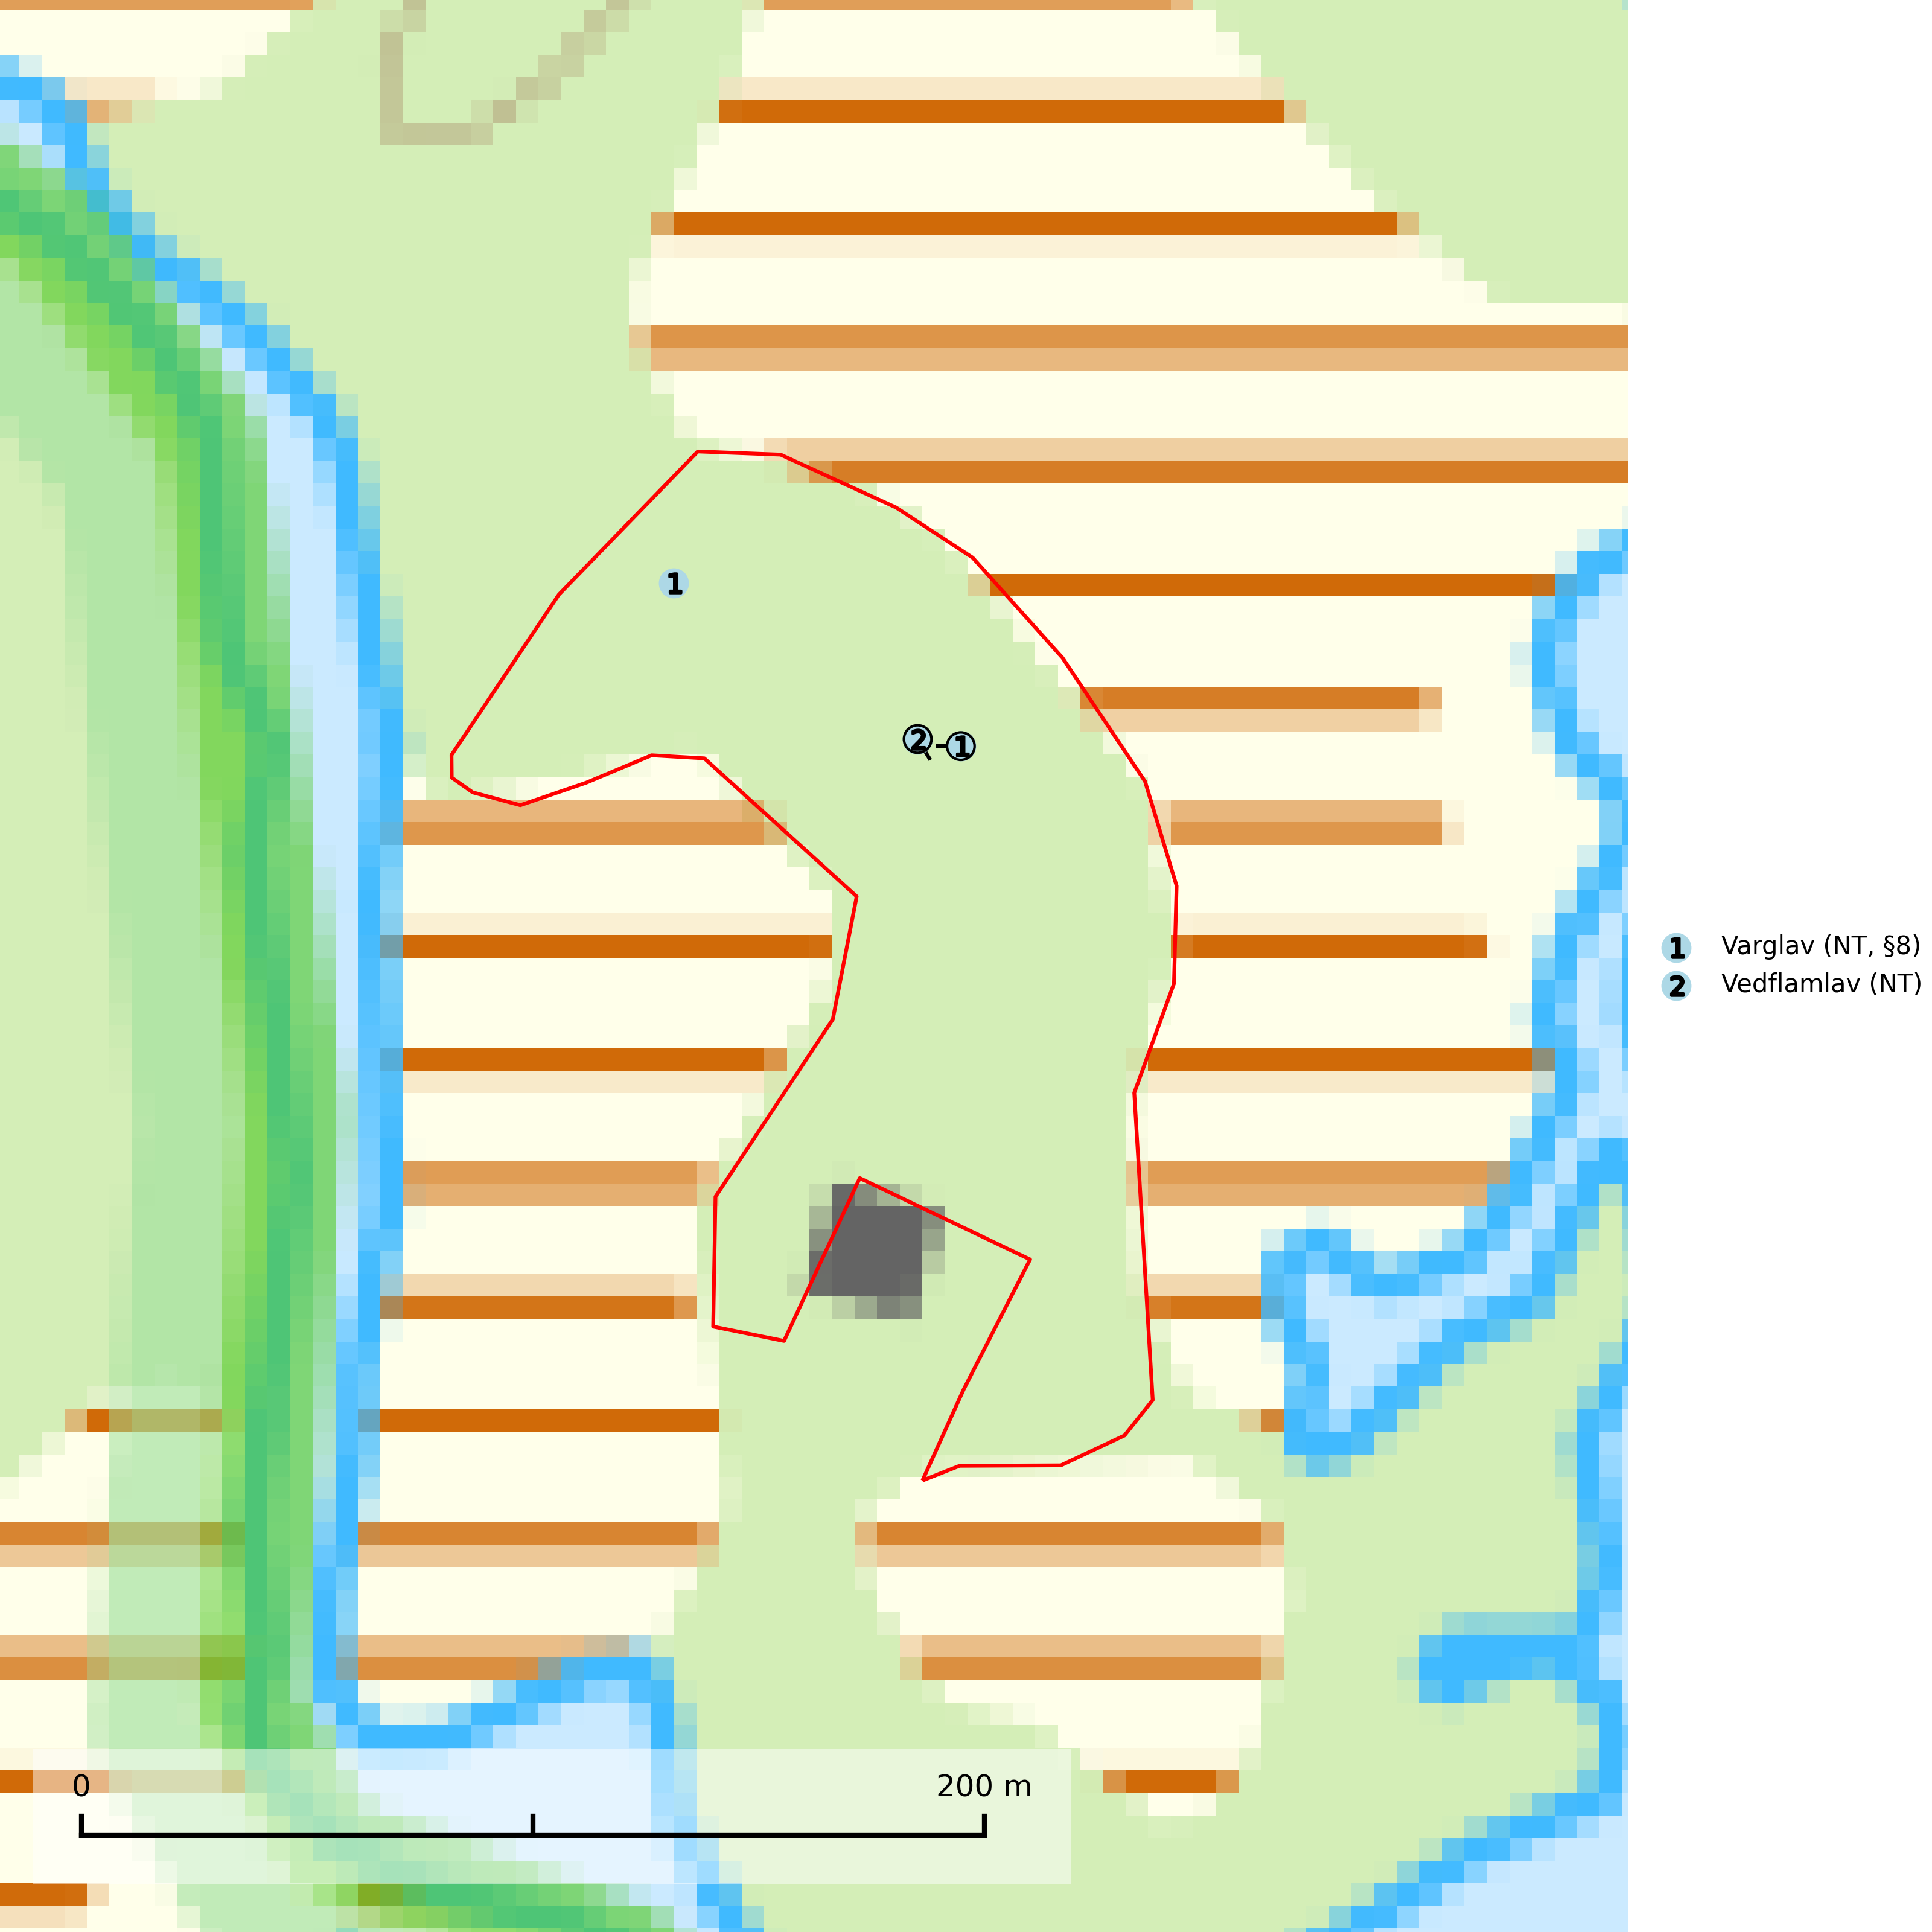 1
2 1
1 Varglav (NT, §8)
2 Vedflamlav (NT)
0 200 m